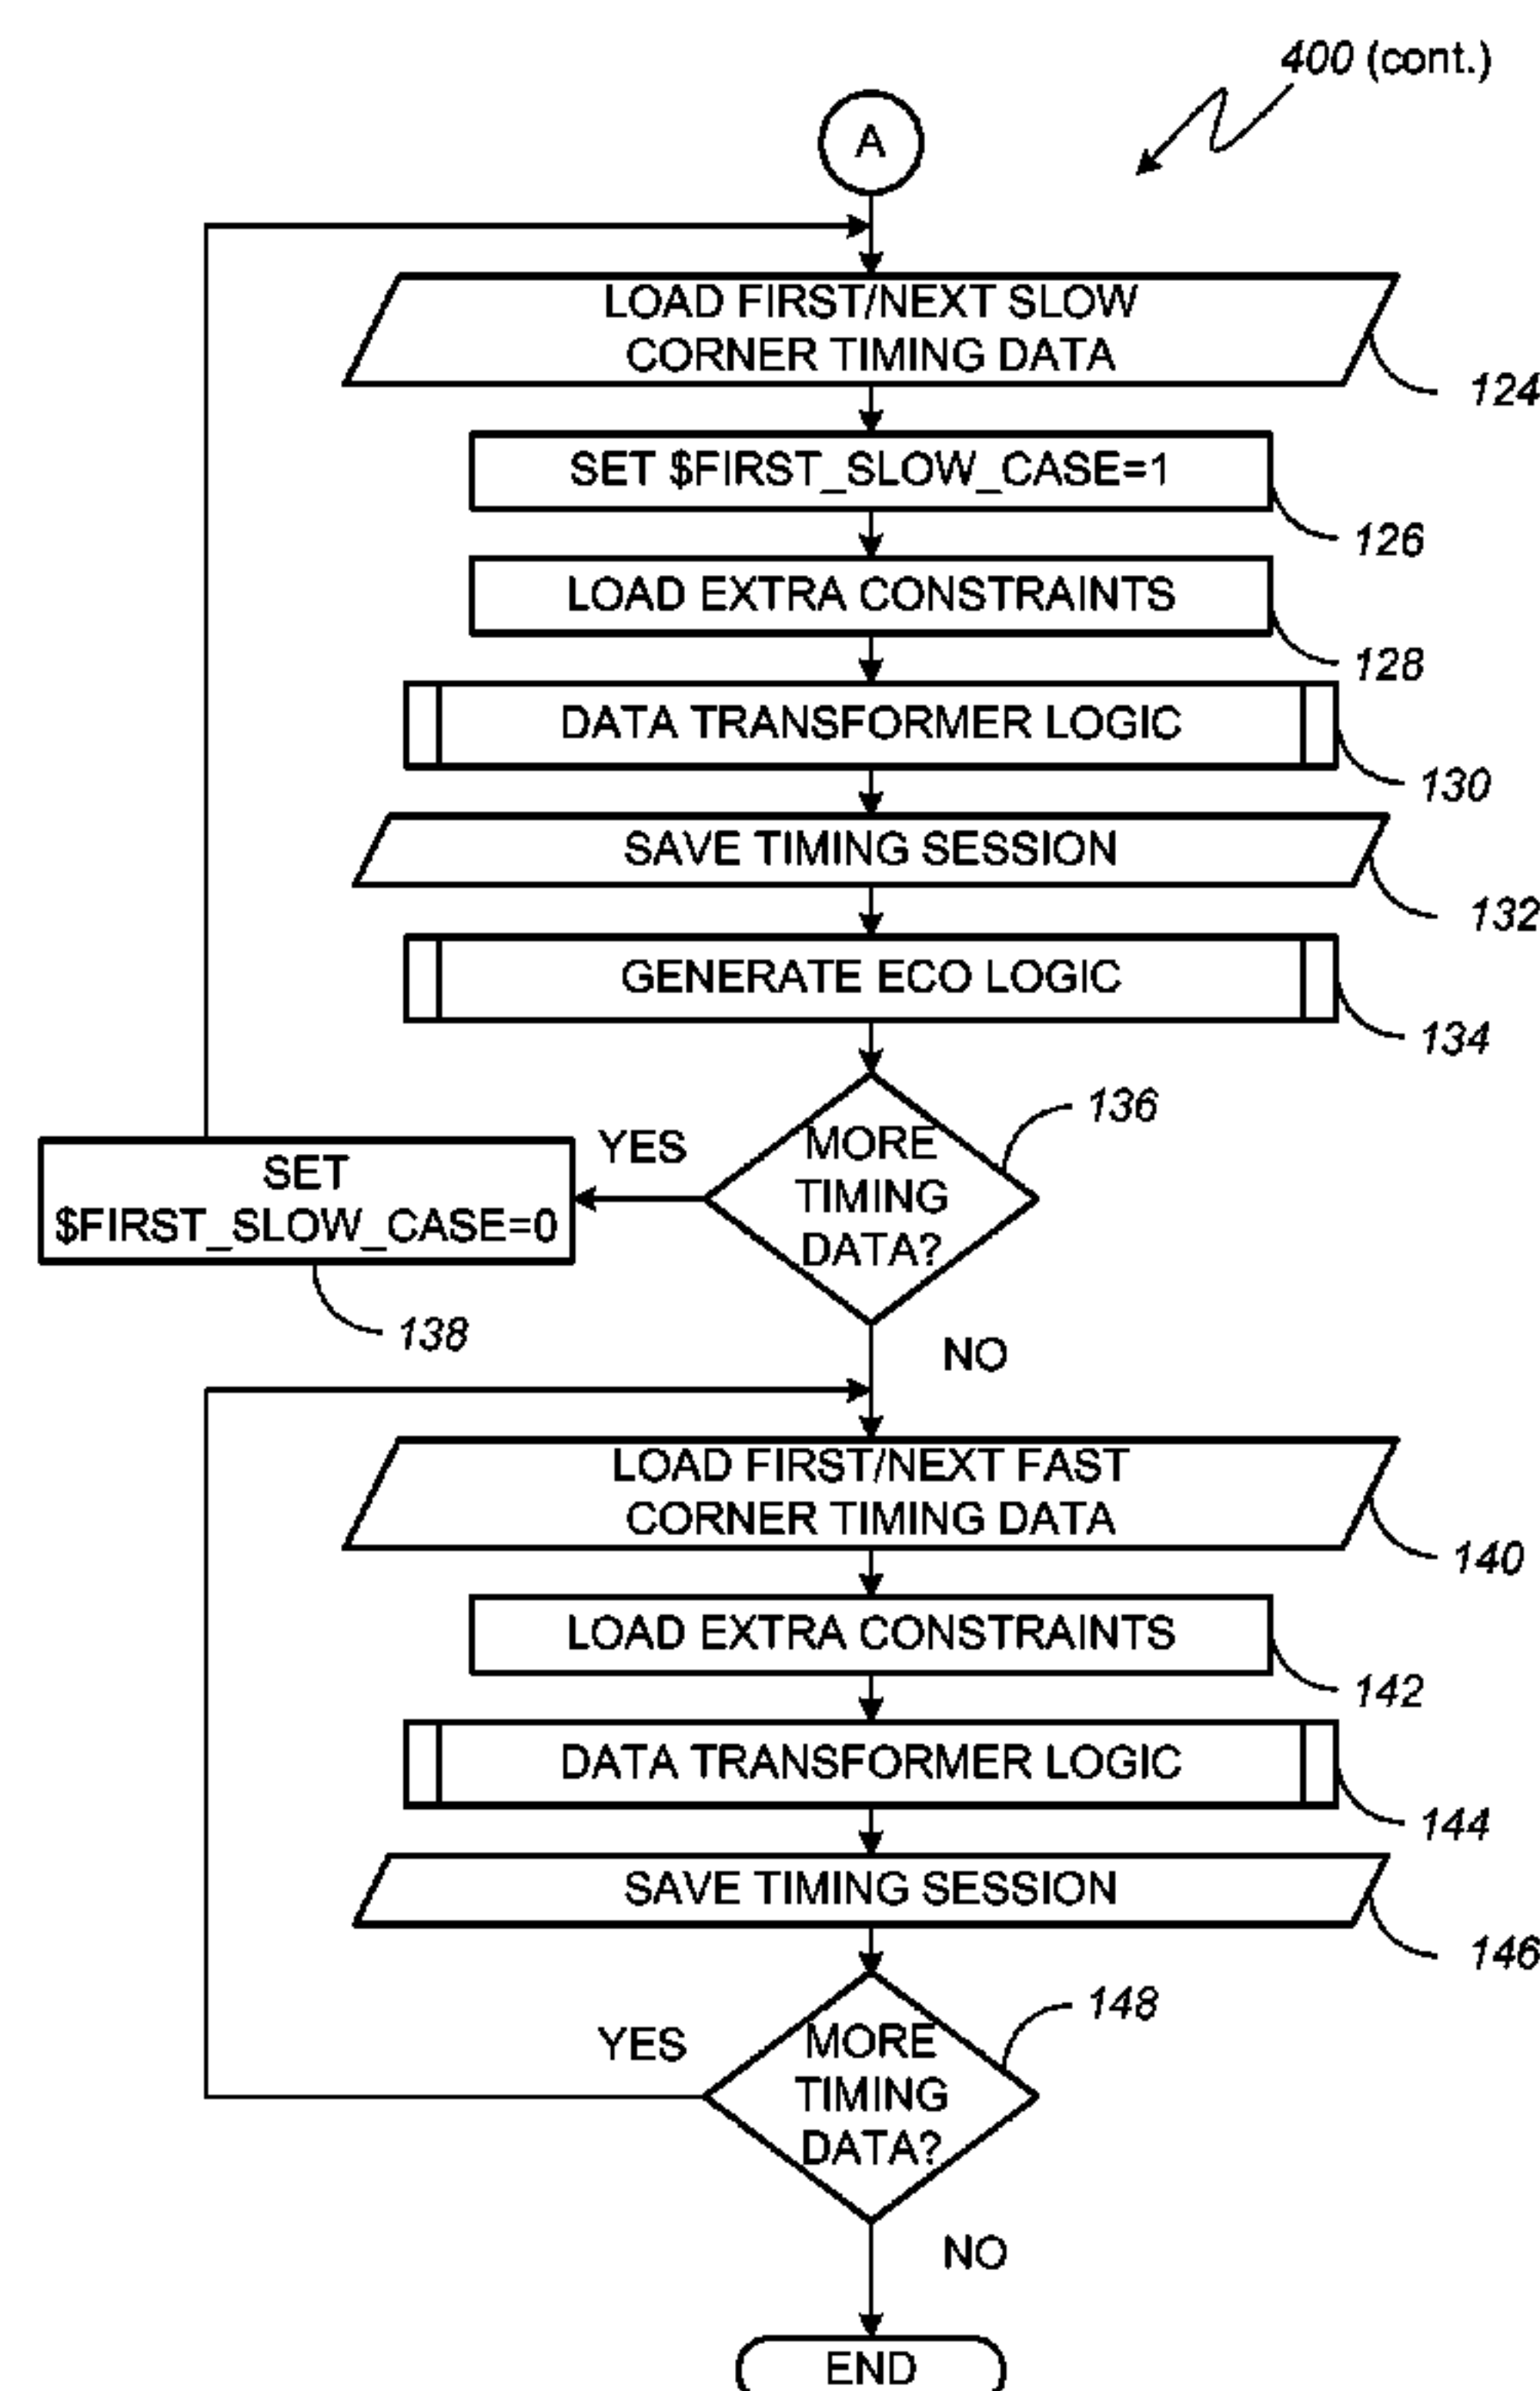 400 (cont.)
A
LOAD FIRST/NEXT SLOW
CORNER TIMING DATA
124
SET $FIRST_SLOW_CASE=1
126
LOAD EXTRA CONSTRAINTS
128
DATA TRANSFORMER LOGIC
130
SAVE TIMING SESSION
132
GENERATE ECO LOGIC
134
136
MORE
TIMING
DATA?
YES
SET
$FIRST_SLOW_CASE=0
138
NO
LOAD FIRST/NEXT FAST
CORNER TIMING DATA
140
LOAD EXTRA CONSTRAINTS
142
DATA TRANSFORMER LOGIC
144
SAVE TIMING SESSION
146
148
YES
MORE
TIMING
DATA?
NO
END